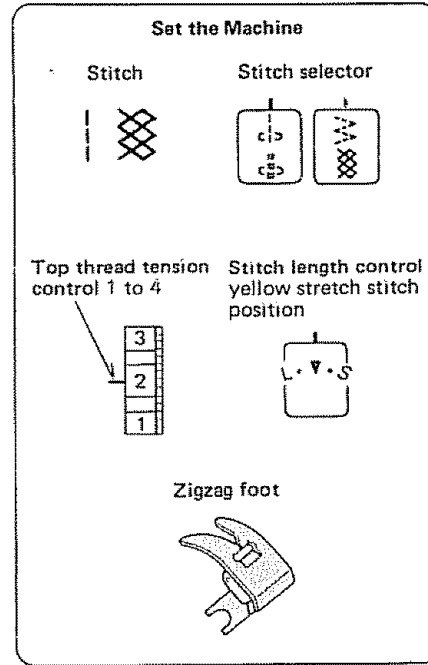 Set the Machine
Stitch
Stitch selector
Top thread tension
control 1 to 4
Stitch length control
yellow stretch stitch
position
3
2
1
L
S
Zigzag foot